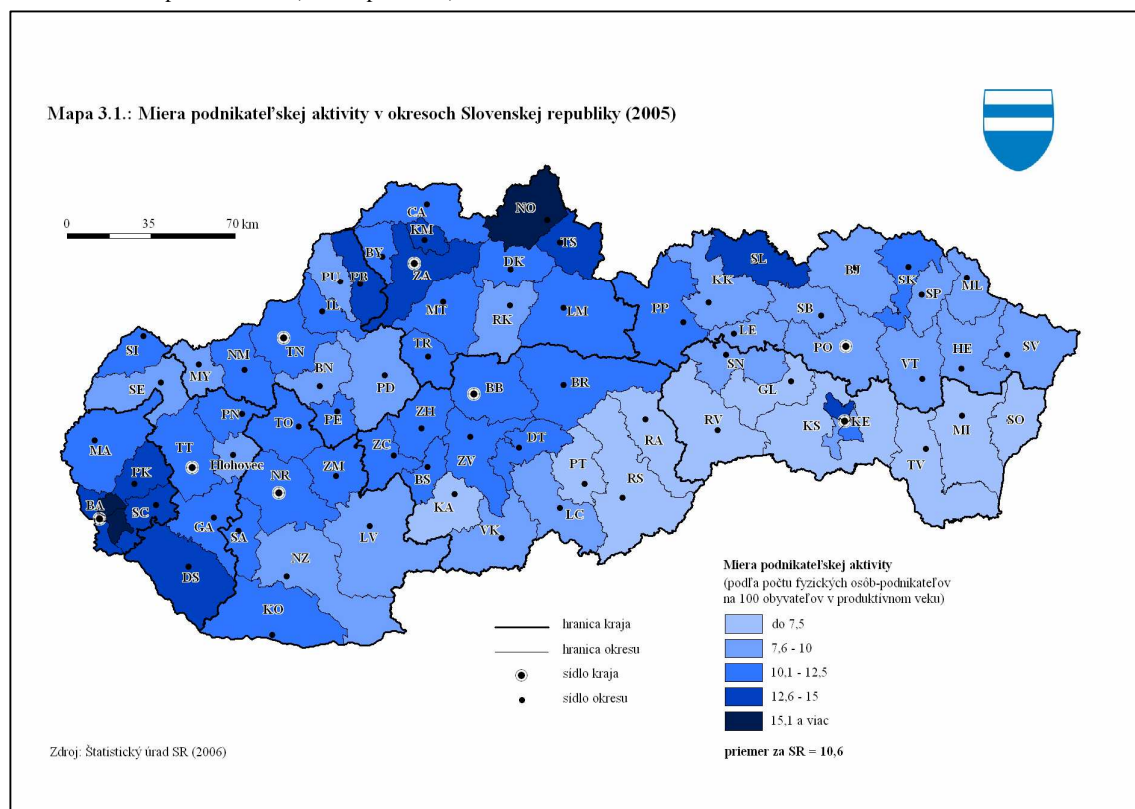 Mapa 3.1.: Miera podnikateľskej aktivity v okresoch Slovenskej republiky (2005)
0 35 70 km
NO
CA
KM
TS
BY
ZA
DK
SL
PU
PB
KK
BJ
SK
SP
ML
IL
MT
RK
LM
PP
SB
LE
PO
SI
NM
TN
TR
SN
VT
HE
SV
SE
MY
BN
PD
BB
BR
GL
PN
TO
PE
ZH
RA
RV
KS
KE
MI
SO
MA
TT
Hlohovec
ZC
ZV
DT
PT
TV
PK
NR
ZM
BS
RS
BA
SC
GA
SA
KA
LC
NZ
LV
VK
DS
KO
hranica kraja
hranica okresu
sídlo kraja
sídlo okresu
Miera podnikateľskej aktivity
(podľa počtu fyzických osôb-podnikateľov
na 100 obyvateľov v produktívnom veku)
do 7,5
7,6 - 10
10,1 - 12,5
12,6 - 15
15,1 a viac
priemer za SR = 10,6
Zdroj: Štatistický úrad SR (2006)